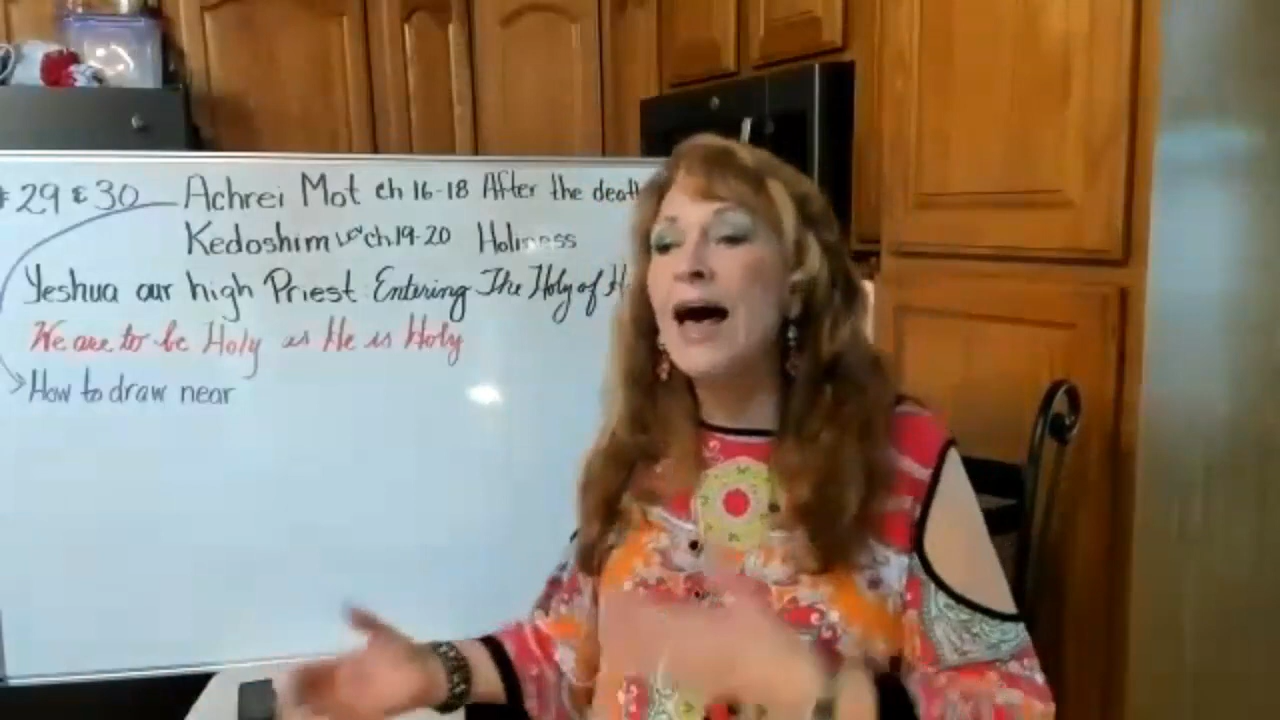 #29 & 30 Achrei Mot ch 16-18 After the death
Kedoshim Lev ch.19-20 Holiness
Yeshua our high Priest Entering The Holy of H
We are to be Holy as He is Holy
How to draw near